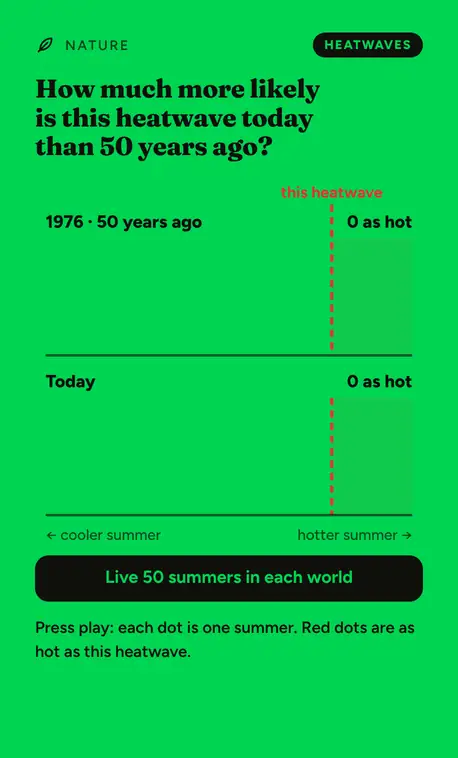 NATURE
HEATWAVES
How much more likely
is this heatwave today
than 50 years ago?
this heatwave
1976 · 50 years ago
0 as hot
Today
0 as hot
← cooler summer
hotter summer →
Live 50 summers in each world
Press play: each dot is one summer. Red dots are as
hot as this heatwave.